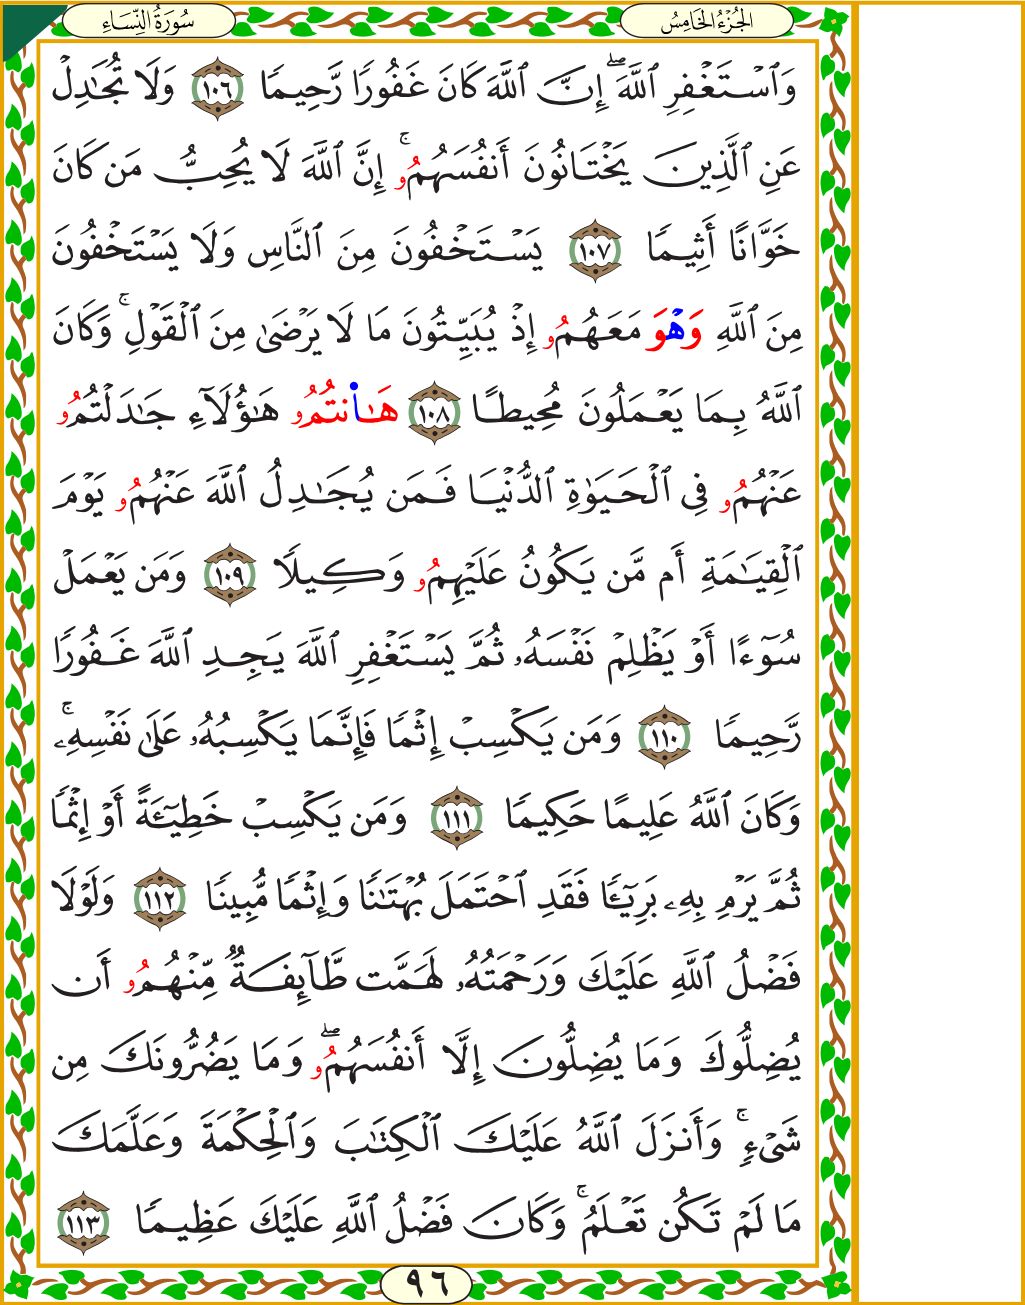 الجُزْءُ الخَامِسُ
سُورَةُ النِّسَاءِ
وَٱسْتَغْفِرِ ٱللَّهَ ۖ إِنَّ ٱللَّهَ كَانَ غَفُورًا رَّحِيمًا ١٠٦ وَلَا تُجَٰدِلْ
عَنِ ٱلَّذِينَ يَخْتَانُونَ أَنفُسَهُمُۥ ۚ إِنَّ ٱللَّهَ لَا يُحِبُّ مَن كَانَ
خَوَّانًا أَثِيمًا ١٠٧ يَسْتَخْفُونَ مِنَ ٱلنَّاسِ وَلَا يَسْتَخْفُونَ
مِنَ ٱللَّهِ وَهْوَ مَعَهُمُۥ إِذْ يُبَيِّتُونَ مَا لَا يَرْضَىٰ مِنَ ٱلْقَوْلِ ۚ وَكَانَ
ٱللَّهُ بِمَا يَعْمَلُونَ مُحِيطًا ١٠٨ هَٰانتُمُۥ هَٰؤُلَآءِ جَٰدَلْتُمُۥ
عَنْهُمُۥ فِي ٱلْحَيَوٰةِ ٱلدُّنْيَا فَمَن يُجَٰدِلُ ٱللَّهَ عَنْهُمُۥ يَوْمَ
ٱلْقِيَٰمَةِ أَم مَّن يَكُونُ عَلَيْهِمُۥ وَكِيلًا ١٠٩ وَمَن يَعْمَلْ
سُوٓءًا أَوْ يَظْلِمْ نَفْسَهُۥ ثُمَّ يَسْتَغْفِرِ ٱللَّهَ يَجِدِ ٱللَّهَ غَفُورًا
رَّحِيمًا ١١٠ وَمَن يَكْسِبْ إِثْمًا فَإِنَّمَا يَكْسِبُهُۥ عَلَىٰ نَفْسِهِۦ ۚ
وَكَانَ ٱللَّهُ عَلِيمًا حَكِيمًا ١١١ وَمَن يَكْسِبْ خَطِيٓـَٔةً أَوْ إِثْمًا
ثُمَّ يَرْمِ بِهِۦ بَرِيٓـًٔا فَقَدِ ٱحْتَمَلَ بُهْتَٰنًا وَإِثْمًا مُّبِينًا ١١٢ وَلَوْلَا
فَضْلُ ٱللَّهِ عَلَيْكَ وَرَحْمَتُهُۥ لَهَمَّت طَّآئِفَةٌ مِّنْهُمُۥ أَن
يُضِلُّوكَ وَمَا يُضِلُّونَ إِلَّا أَنفُسَهُمُۥ ۖ وَمَا يَضُرُّونَكَ مِن
شَيْءٍ ۚ وَأَنزَلَ ٱللَّهُ عَلَيْكَ ٱلْكِتَٰبَ وَٱلْحِكْمَةَ وَعَلَّمَكَ
مَا لَمْ تَكُن تَعْلَمُ ۚ وَكَانَ فَضْلُ ٱللَّهِ عَلَيْكَ عَظِيمًا ١١٣
٩٦